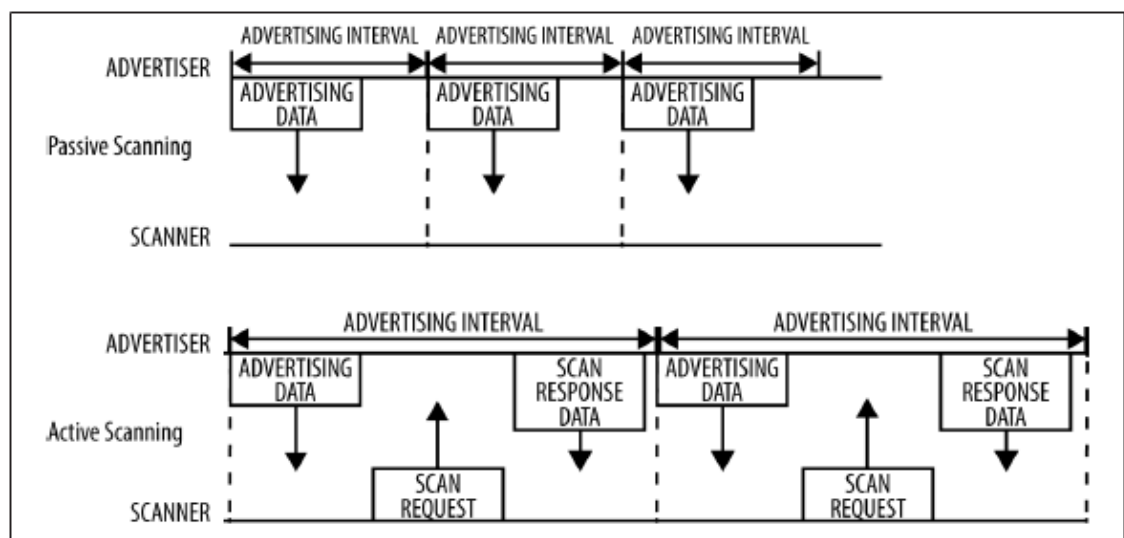 ADVERTISING INTERVAL ADVERTISING INTERVAL ADVERTISING INTERVAL
ADVERTISER
ADVERTISING DATA
ADVERTISING DATA
ADVERTISING DATA
Passive Scanning
SCANNER
ADVERTISING INTERVAL ADVERTISING INTERVAL
ADVERTISER
ADVERTISING DATA
SCAN RESPONSE DATA
ADVERTISING DATA
SCAN RESPONSE DATA
Active Scanning
SCAN REQUEST
SCAN REQUEST
SCANNER